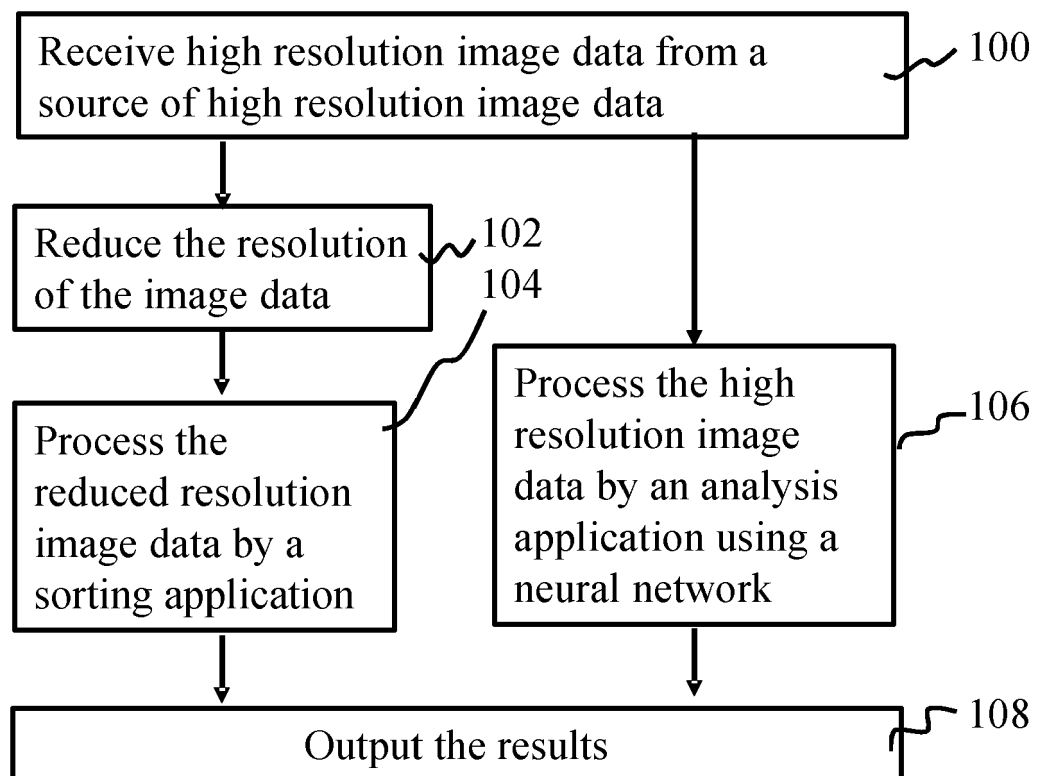 Receive high resolution image data from a
source of high resolution image data
100
Reduce the resolution
of the image data
102
104
Process the
reduced resolution
image data by a
sorting application
Process the high
resolution image
data by an analysis
application using a
neural network
106
Output the results
108